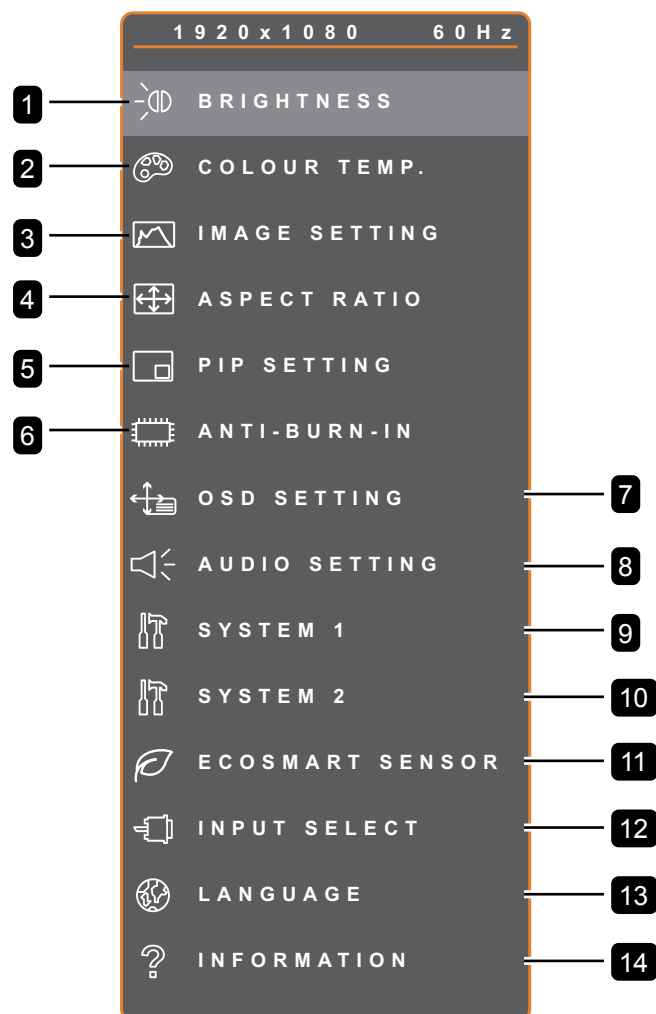 1920x1080 60Hz
1 BRIGHTNESS
2 COLOUR TEMP.
3 IMAGE SETTING
4 ASPECT RATIO
5 PIP SETTING
6 ANTI-BURN-IN
OSD SETTING 7
AUDIO SETTING 8
SYSTEM 1 9
SYSTEM 2 10
ECOSMART SENSOR 11
INPUT SELECT 12
LANGUAGE 13
? INFORMATION 14